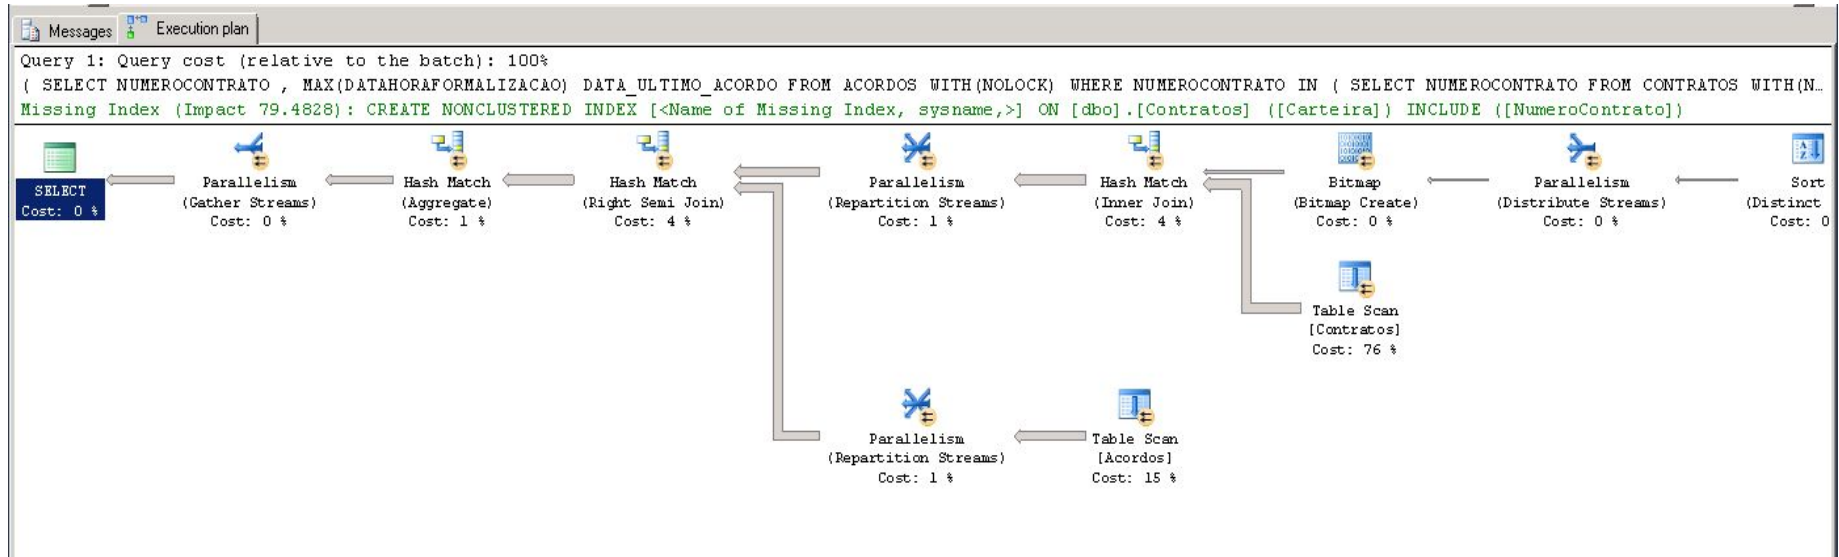 Messages
Execution plan
Query 1: Query cost (relative to the batch): 100%
( SELECT NUMEROCONTRATO , MAX(DATAHORAFORMALIZACAO) DATA_ULTIMO_ACORDO FROM ACORDOS WITH(NOLOCK) WHERE NUMEROCONTRATO IN ( SELECT NUMEROCONTRATO FROM CONTRATOS WITH(N…
Missing Index (Impact 79.4828): CREATE NONCLUSTERED INDEX [<Name of Missing Index, sysname,>] ON [dbo].[Contratos] ([Carteira]) INCLUDE ([NumeroContrato])
SELECT
Cost: 0 %
Parallelism
(Gather Streams)
Cost: 0 %
Hash Match
(Aggregate)
Cost: 1 %
Hash Match
(Right Semi Join)
Cost: 4 %
Parallelism
(Repartition Streams)
Cost: 1 %
Hash Match
(Inner Join)
Cost: 4 %
Bitmap
(Bitmap Create)
Cost: 0 %
Parallelism
(Distribute Streams)
Cost: 0 %
Sort
(Distinct
Cost: 0
Table Scan
[Contratos]
Cost: 76 %
Parallelism
(Repartition Streams)
Cost: 1 %
Table Scan
[Acordos]
Cost: 15 %